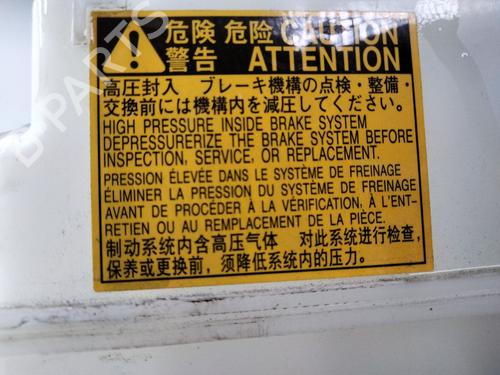 危険 危险 CAUTION
警告 ATTENTION
高圧封入 ブレーキ機構の点検・整備・
交換前には機構内を減圧してください。
HIGH PRESSURE INSIDE BRAKE SYSTEM
DEPRESSURERIZE THE BRAKE SYSTEM BEFORE
INSPECTION, SERVICE, OR REPLACEMENT.
PRESSION ÉLEVÉE DANS LE SYSTÈME DE FREINAGE
ÉLIMINER LA PRESSION DU SYSTÈME DE FREINAGE
AVANT DE PROCÉDER À LA VÉRIFICATION, À L'ENT-
RETIEN OU AU REMPLACEMENT DE LA PIÈCE.
制动系统内含高压气体 对此系统进行检查,
保养或更换前, 须降低系统内的压力。
B-PARTS